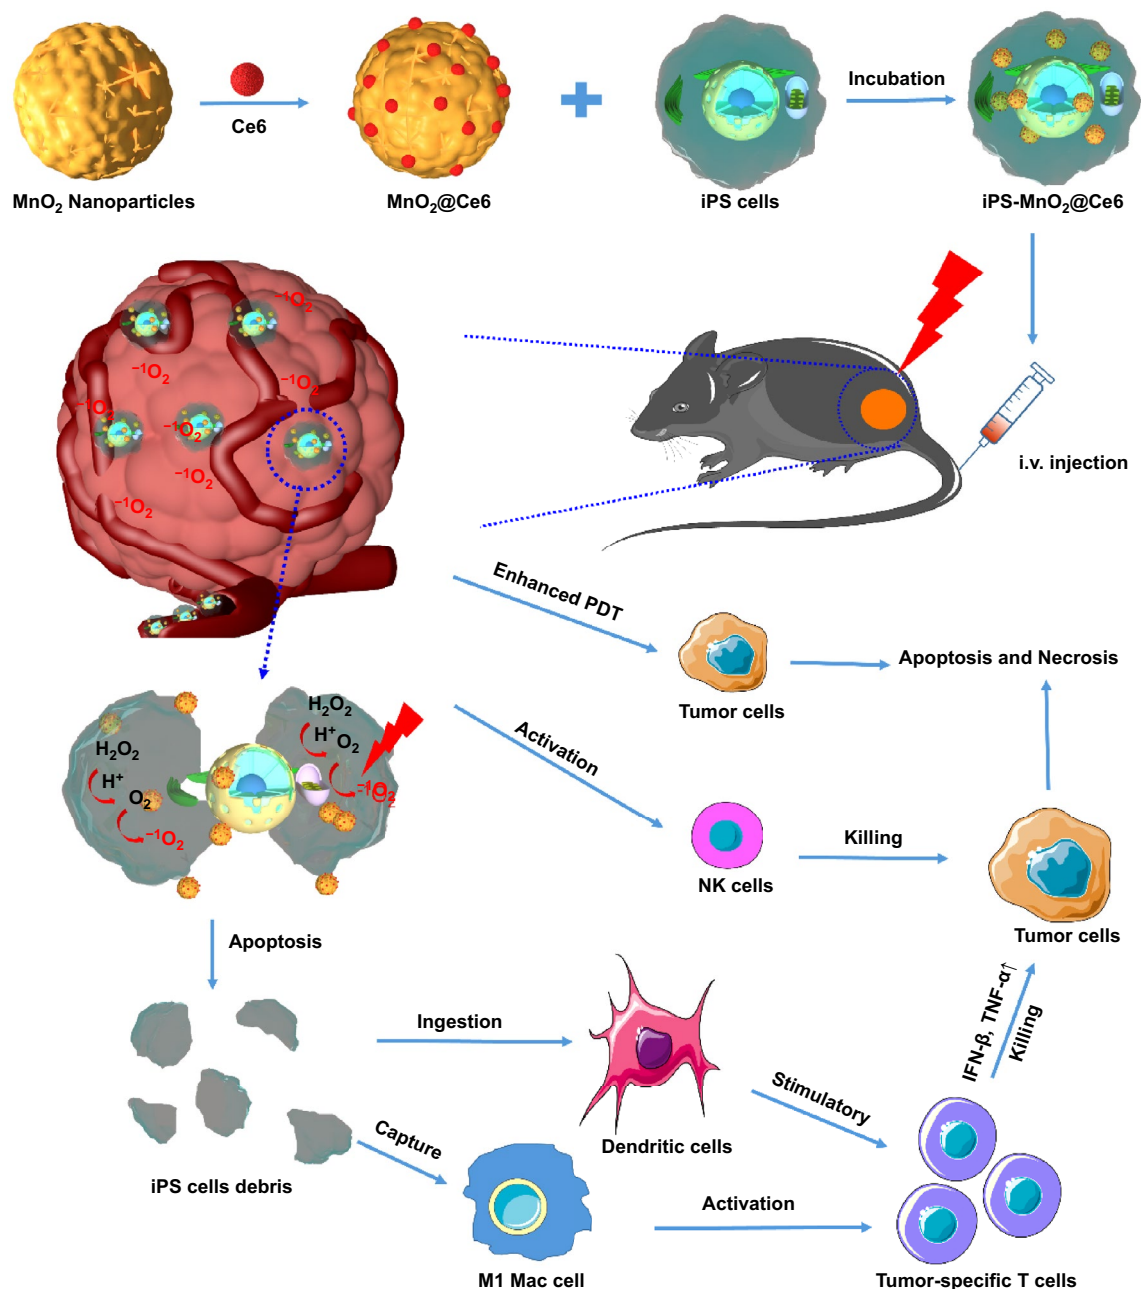 Ce6
Incubation
MnO₂ Nanoparticles
MnO₂@Ce6
iPS cells
iPS-MnO₂@Ce6
–¹O₂
–¹O₂
–¹O₂
–¹O₂
–¹O₂
–¹O₂
–¹O₂
i.v. injection
Enhanced PDT
Tumor cells
Apoptosis and Necrosis
H₂O₂
H⁺
O₂
–¹O₂
H₂O₂
H⁺
O₂
–¹O₂
Activation
NK cells
Killing
Tumor cells
Apoptosis
iPS cells debris
Ingestion
Dendritic cells
Stimulatory
IFN-β, TNF-α↑
Killing
Capture
M1 Mac cell
Activation
Tumor-specific T cells